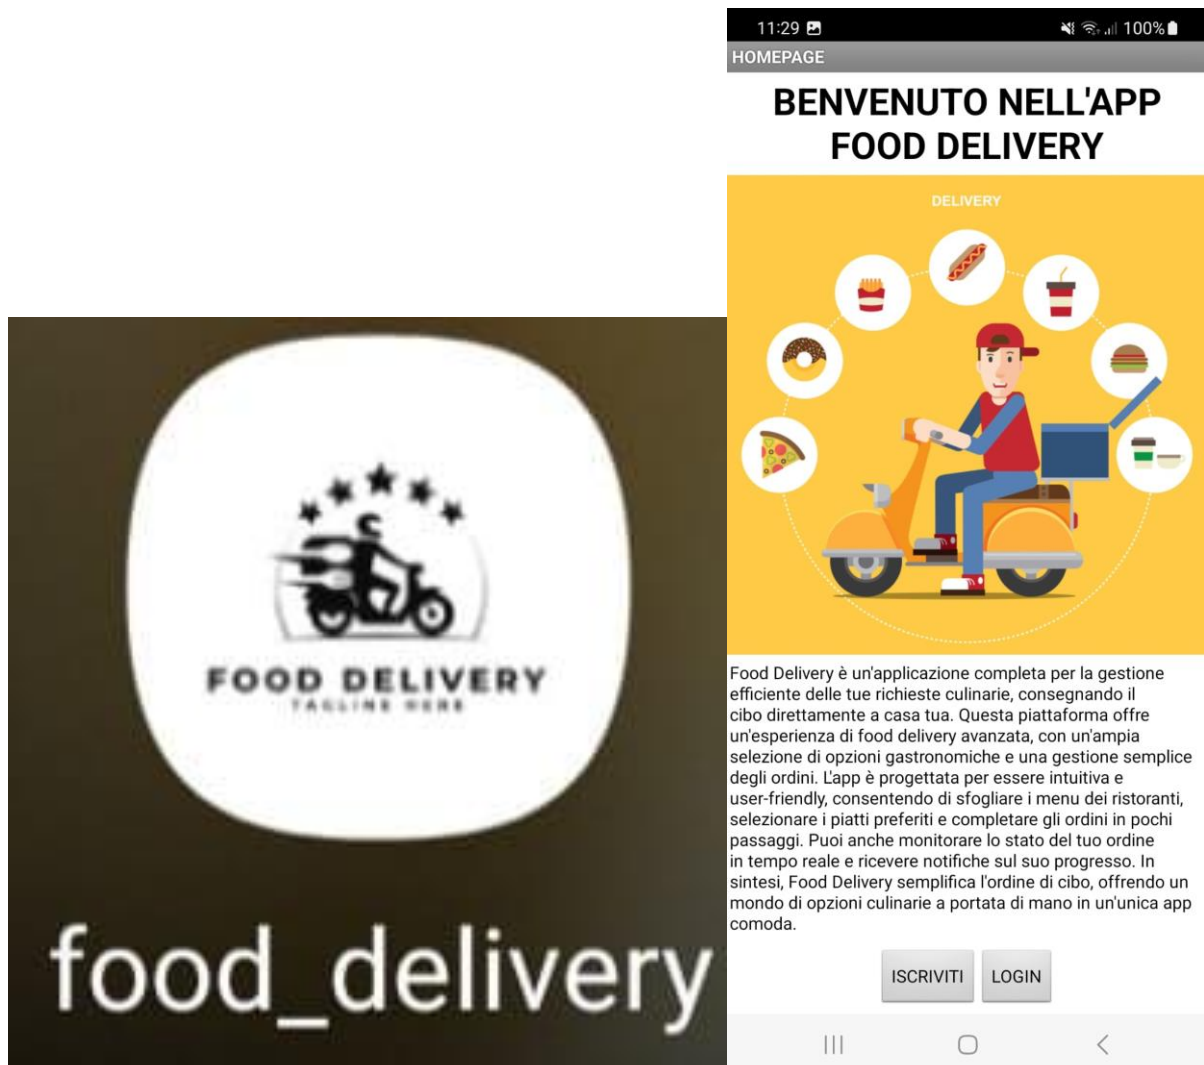 FOOD DELIVERY
TAGLINE HERE
food_delivery
11:29
100%
HOMEPAGE
BENVENUTO NELL'APP
FOOD DELIVERY
DELIVERY
Food Delivery è un'applicazione completa per la gestione
efficiente delle tue richieste culinarie, consegnando il
cibo direttamente a casa tua. Questa piattaforma offre
un'esperienza di food delivery avanzata, con un'ampia
selezione di opzioni gastronomiche e una gestione semplice
degli ordini. L'app è progettata per essere intuitiva e
user-friendly, consentendo di sfogliare i menu dei ristoranti,
selezionare i piatti preferiti e completare gli ordini in pochi
passaggi. Puoi anche monitorare lo stato del tuo ordine
in tempo reale e ricevere notifiche sul suo progresso. In
sintesi, Food Delivery semplifica l'ordine di cibo, offrendo un
mondo di opzioni culinarie a portata di mano in un'unica app
comoda.
ISCRIVITI LOGIN